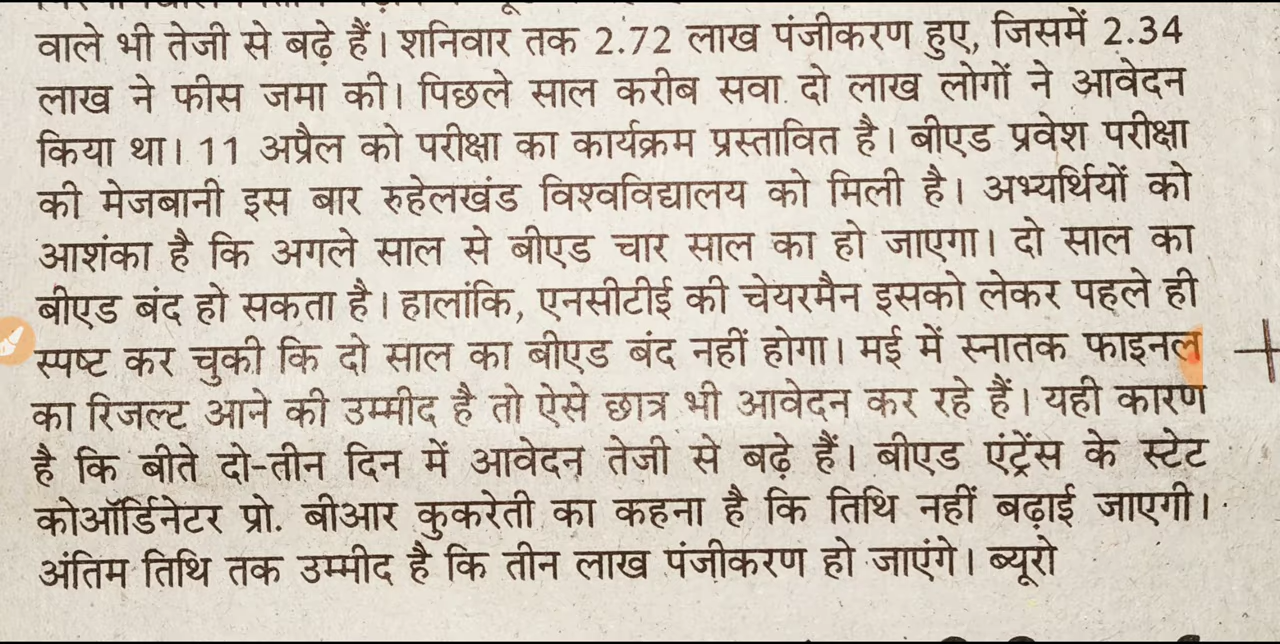 वाले भी तेजी से बढ़े हैं। शनिवार तक 2.72 लाख पंजीकरण हुए, जिसमें 2.34
लाख ने फीस जमा की। पिछले साल करीब सवा दो लाख लोगों ने आवेदन
किया था। 11 अप्रैल को परीक्षा का कार्यक्रम प्रस्तावित है। बीएड प्रवेश परीक्षा
की मेजबानी इस बार रुहेलखंड विश्वविद्यालय को मिली है। अभ्यर्थियों को
आशंका है कि अगले साल से बीएड चार साल का हो जाएगा। दो साल का
बीएड बंद हो सकता है। हालांकि, एनसीटीई की चेयरमैन इसको लेकर पहले ही
स्पष्ट कर चुकी कि दो साल का बीएड बंद नहीं होगा। मई में स्नातक फाइनल
का रिजल्ट आने की उम्मीद है तो ऐसे छात्र भी आवेदन कर रहे हैं। यही कारण
है कि बीते दो-तीन दिन में आवेदन तेजी से बढ़े हैं। बीएड एंट्रेंस के स्टेट
कोऑर्डिनेटर प्रो. बीआर कुकरेती का कहना है कि तिथि नहीं बढ़ाई जाएगी।
अंतिम तिथि तक उम्मीद है कि तीन लाख पंजीकरण हो जाएंगे। ब्यूरो